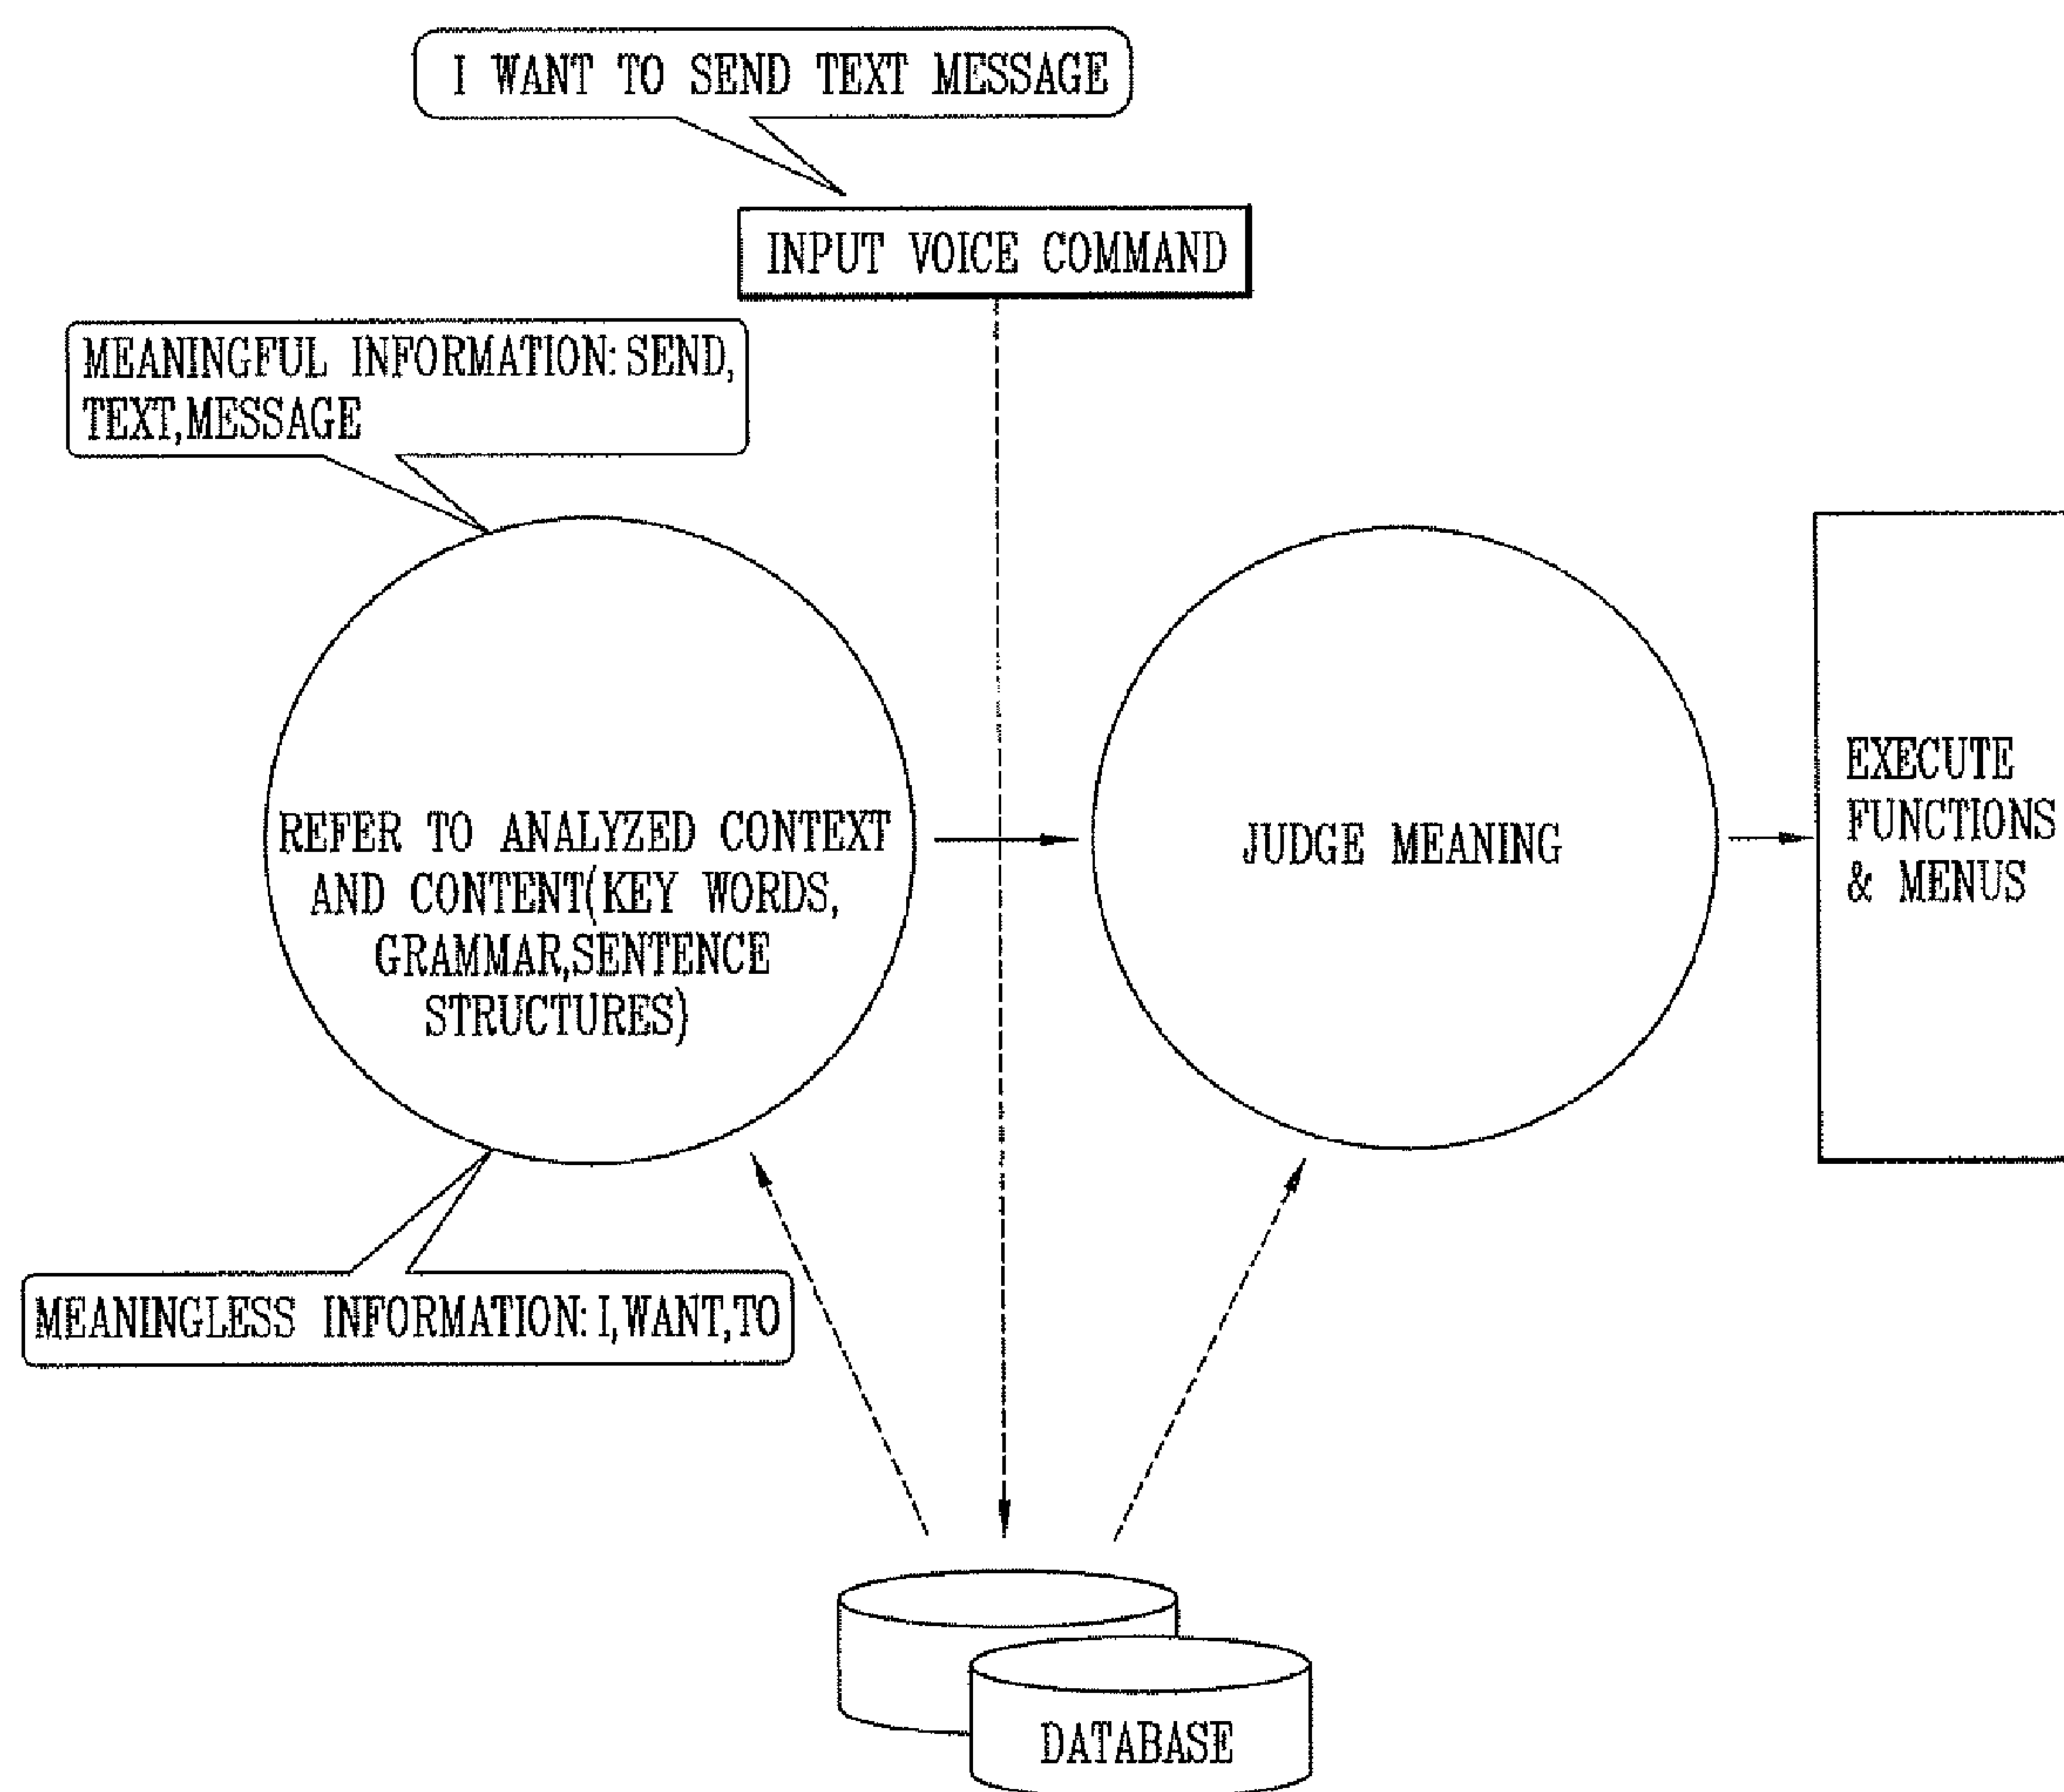 I WANT TO SEND TEXT MESSAGE
INPUT VOICE COMMAND
MEANINGFUL INFORMATION: SEND,
TEXT,MESSAGE
REFER TO ANALYZED CONTEXT
AND CONTENT(KEY WORDS,
GRAMMAR,SENTENCE
STRUCTURES)
JUDGE MEANING
EXECUTE
FUNCTIONS
& MENUS
MEANINGLESS INFORMATION: I,WANT,TO
DATABASE